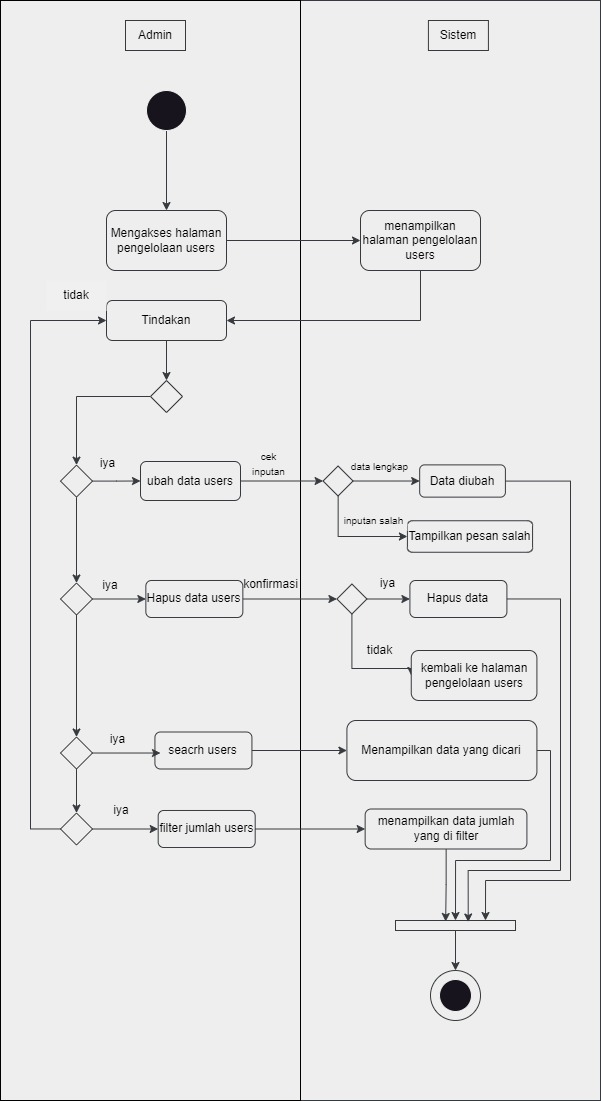 Admin
Sistem
Mengakses halaman
pengelolaan users
menampilkan
halaman pengelolaan
users
tidak
Tindakan
iya
ubah data users
cek
inputan
data lengkap
Data diubah
inputan salah
Tampilkan pesan salah
iya
Hapus data users
konfirmasi
iya
Hapus data
tidak
kembali ke halaman
pengelolaan users
iya
seacrh users
Menampilkan data yang dicari
iya
filter jumlah users
menampilkan data jumlah
yang di filter